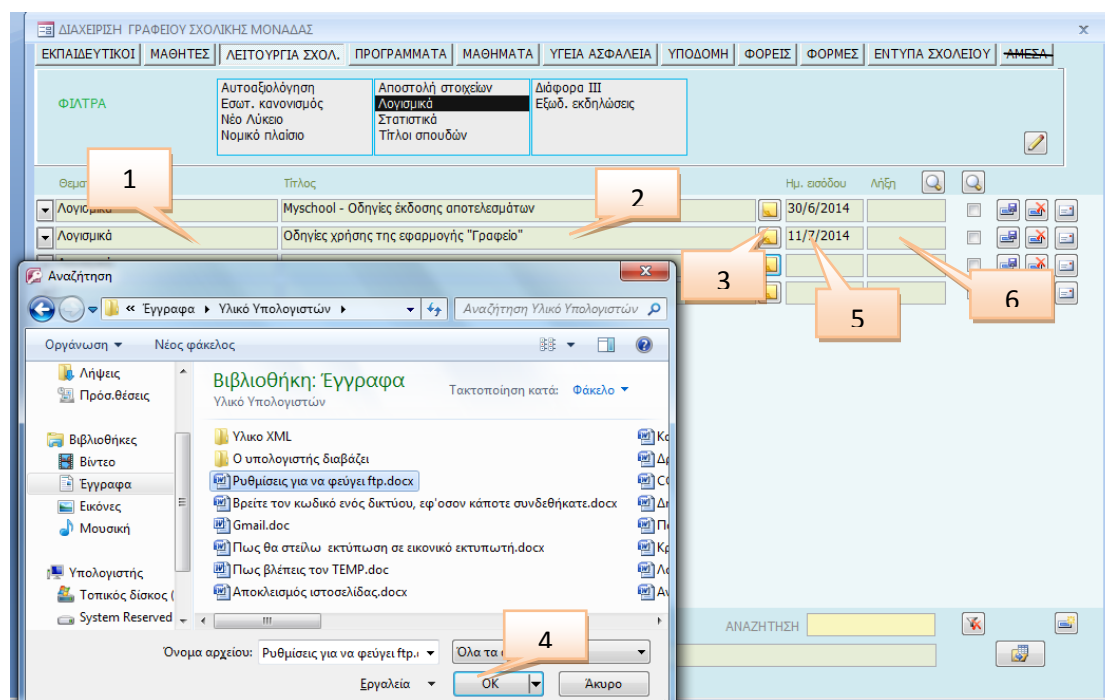 ΔΙΑΧΕΙΡΙΣΗ ΓΡΑΦΕΙΟΥ ΣΧΟΛΙΚΗΣ ΜΟΝΑΔΑΣ
ΕΚΠΑΙΔΕΥΤΙΚΟΙ ΜΑΘΗΤΕΣ ΛΕΙΤΟΥΡΓΙΑ ΣΧΟΛ. ΠΡΟΓΡΑΜΜΑΤΑ ΜΑΘΗΜΑΤΑ ΥΓΕΙΑ ΑΣΦΑΛΕΙΑ ΥΠΟΔΟΜΗ ΦΟΡΕΙΣ ΦΟΡΜΕΣ ΕΝΤΥΠΑ ΣΧΟΛΕΙΟΥ ΑΜΕΣΑ
ΦΙΛΤΡΑ
Αυτοαξιολόγηση Αποστολή στοιχείων Διάφορα ΙΙΙ
Εσωτ. κανονισμός Λογισμικά Εξωδ. εκδηλώσεις
Νέο Λύκειο Στατιστικά
Νομικό πλαίσιο Τίτλοι σπουδών
1 2
Τίτλος Ημ. εισόδου Λήξη
Λογισμικά Myschool - Οδηγίες έκδοσης αποτελεσμάτων 30/6/2014
Λογισμικά Οδηγίες χρήσης της εφαρμογής "Γραφείο" 11/7/2014
3 5 6
Αναζήτηση
« Έγγραφα Υλικό Υπολογιστών Αναζήτηση Υλικό Υπολογιστών
Οργάνωση Νέος φάκελος
Λήψεις
Πρόσ.θέσεις
Βιβλιοθήκες
Βίντεο
Έγγραφα
Εικόνες
Μουσική
Υπολογιστής
Τοπικός δίσκος (
System Reserved
Βιβλιοθήκη: Έγγραφα
Υλικό Υπολογιστών
Τακτοποίηση κατά: Φάκελο
Υλικο XML
Ο υπολογιστής διαβάζει
Ρυθμίσεις για να φεύγει ftp.docx
Βρείτε τον κωδικό ενός δικτύου, εφ'οσον κάποτε συνδεθήκατε.docx
Gmail.doc
Πως θα στείλω εκτύπωση σε εικονικό εκτυπωτή.docx
Πως βλέπεις τον TEMP.doc
Αποκλεισμός ιστοσελίδας.docx
Όνομα αρχείου: Ρυθμίσεις για να φεύγει ftp. Όλα τα
4
Εργαλεία OK Άκυρο
ΑΝΑΖΗΤΗΣΗ